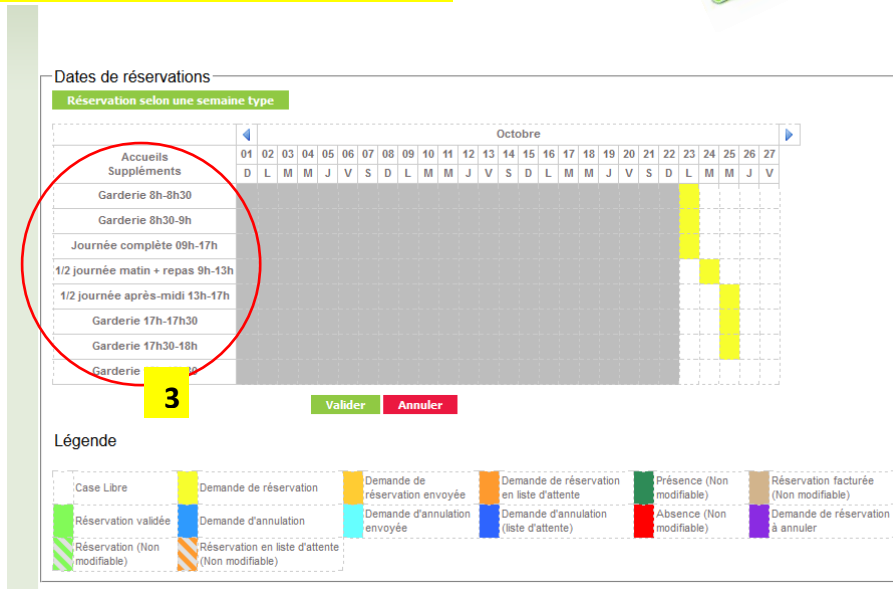 Dates de réservations
Réservation selon une semaine type
Octobre
Accueils
Suppléments
01 02 03 04 05 06 07 08 09 10 11 12 13 14 15 16 17 18 19 20 21 22 23 24 25 26 27
D L M M J V S D L M M J V S D L M M J V S D L M M J V
Garderie 8h-8h30
Garderie 8h30-9h
Journée complète 09h-17h
1/2 journée matin + repas 9h-13h
1/2 journée après-midi 13h-17h
Garderie 17h-17h30
Garderie 17h30-18h
Garderie
3
Valider Annuler
Légende
Case Libre
Demande de réservation
Demande de
réservation envoyée
Demande de réservation
en liste d'attente
Présence (Non
modifiable)
Réservation facturée
(Non modifiable)
Réservation validée
Demande d'annulation
Demande d'annulation
envoyée
Demande d'annulation
(liste d'attente)
Absence (Non
modifiable)
Demande de réservation
à annuler
Réservation (Non
modifiable)
Réservation en liste d'attente
(Non modifiable)